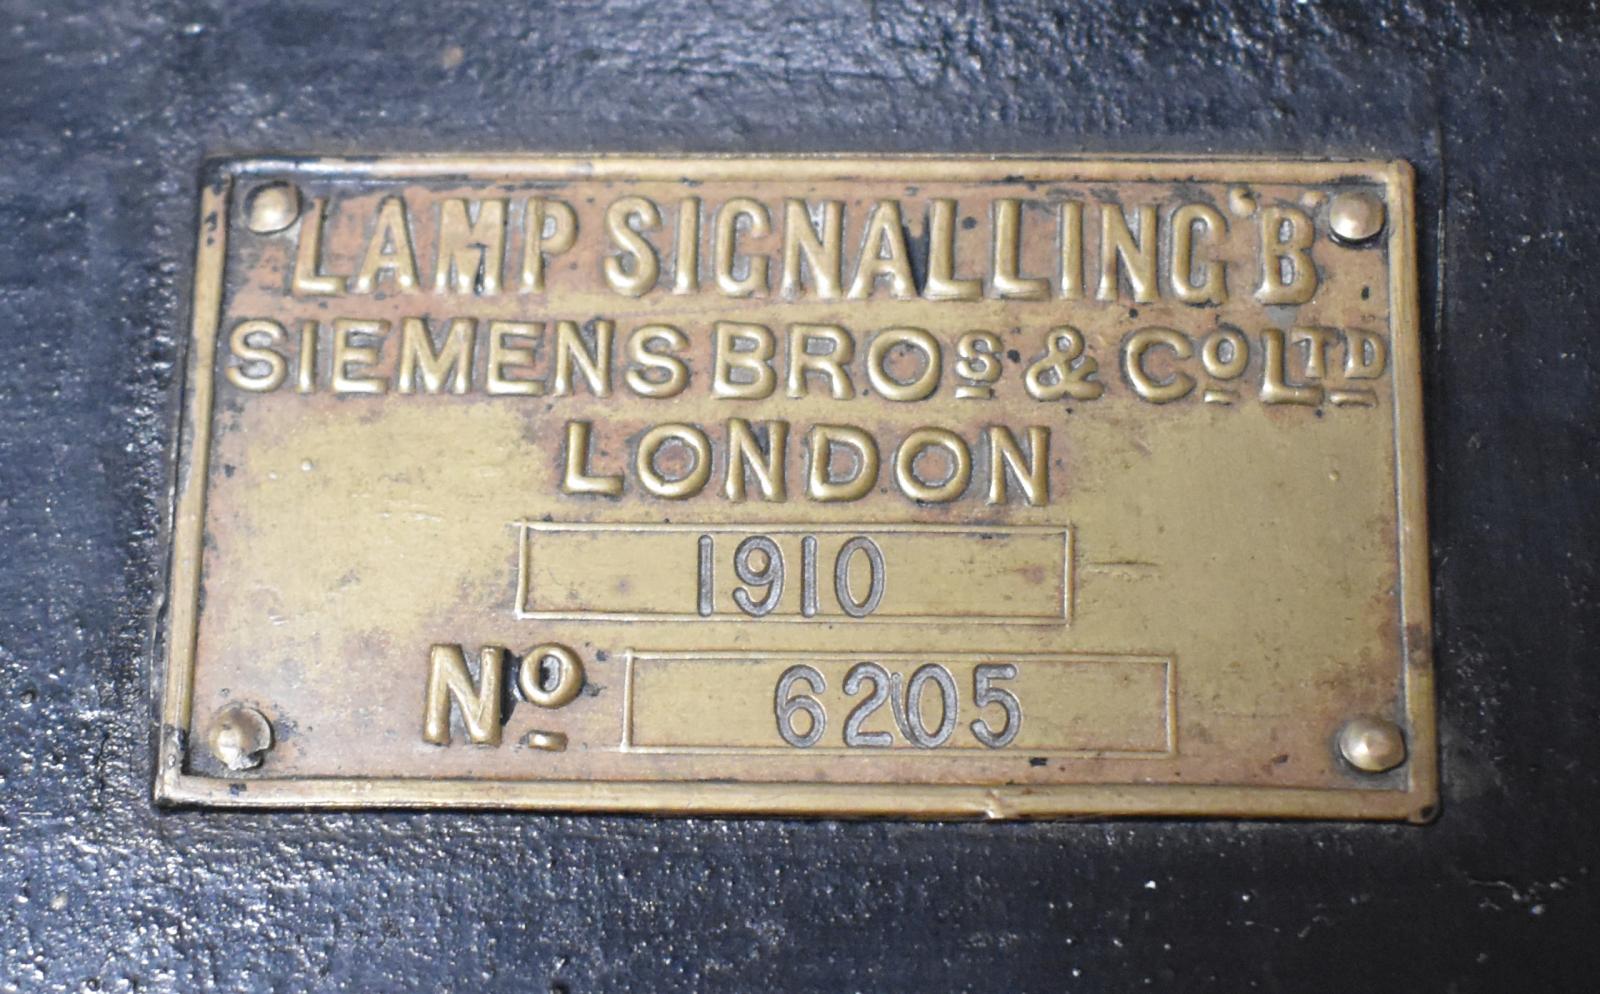 LAMP SIGNALLING 'B'
SIEMENS BROS & CO LTD
LONDON
1910
NO 6205